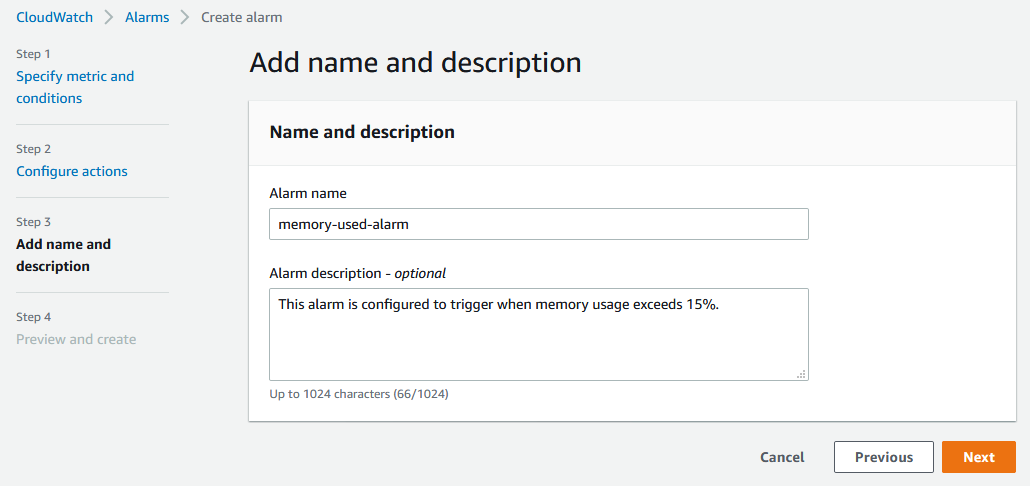 CloudWatch > Alarms > Create alarm
Step 1
Specify metric and
conditions
Step 2
Configure actions
Step 3
Add name and
description
Step 4
Preview and create
Add name and description
Name and description
Alarm name
memory-used-alarm
Alarm description - optional
This alarm is configured to trigger when memory usage exceeds 15%.
Up to 1024 characters (66/1024)
Cancel
Previous
Next